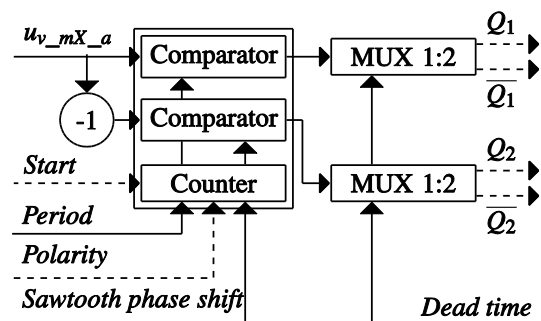 u_v_mX_a
Comparator
MUX 1:2
Q1
Q̅1̅
-1
Comparator
Start
Counter
MUX 1:2
Q2
Q̅2̅
Period
Polarity
Sawtooth phase shift
Dead time